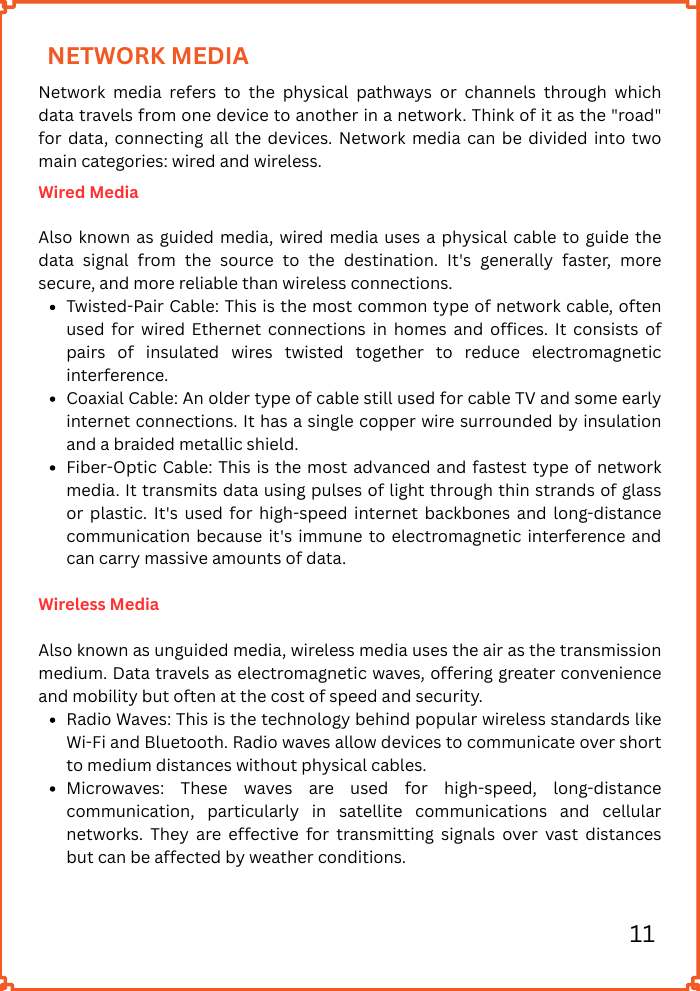 NETWORK MEDIA
Network media refers to the physical pathways or channels through which
data travels from one device to another in a network. Think of it as the "road"
for data, connecting all the devices. Network media can be divided into two
main categories: wired and wireless.
Wired Media
Also known as guided media, wired media uses a physical cable to guide the
data signal from the source to the destination. It's generally faster, more
secure, and more reliable than wireless connections.
• Twisted-Pair Cable: This is the most common type of network cable, often
used for wired Ethernet connections in homes and offices. It consists of
pairs of insulated wires twisted together to reduce electromagnetic
interference.
• Coaxial Cable: An older type of cable still used for cable TV and some early
internet connections. It has a single copper wire surrounded by insulation
and a braided metallic shield.
• Fiber-Optic Cable: This is the most advanced and fastest type of network
media. It transmits data using pulses of light through thin strands of glass
or plastic. It's used for high-speed internet backbones and long-distance
communication because it's immune to electromagnetic interference and
can carry massive amounts of data.
Wireless Media
Also known as unguided media, wireless media uses the air as the transmission
medium. Data travels as electromagnetic waves, offering greater convenience
and mobility but often at the cost of speed and security.
• Radio Waves: This is the technology behind popular wireless standards like
Wi-Fi and Bluetooth. Radio waves allow devices to communicate over short
to medium distances without physical cables.
• Microwaves: These waves are used for high-speed, long-distance
communication, particularly in satellite communications and cellular
networks. They are effective for transmitting signals over vast distances
but can be affected by weather conditions.
11